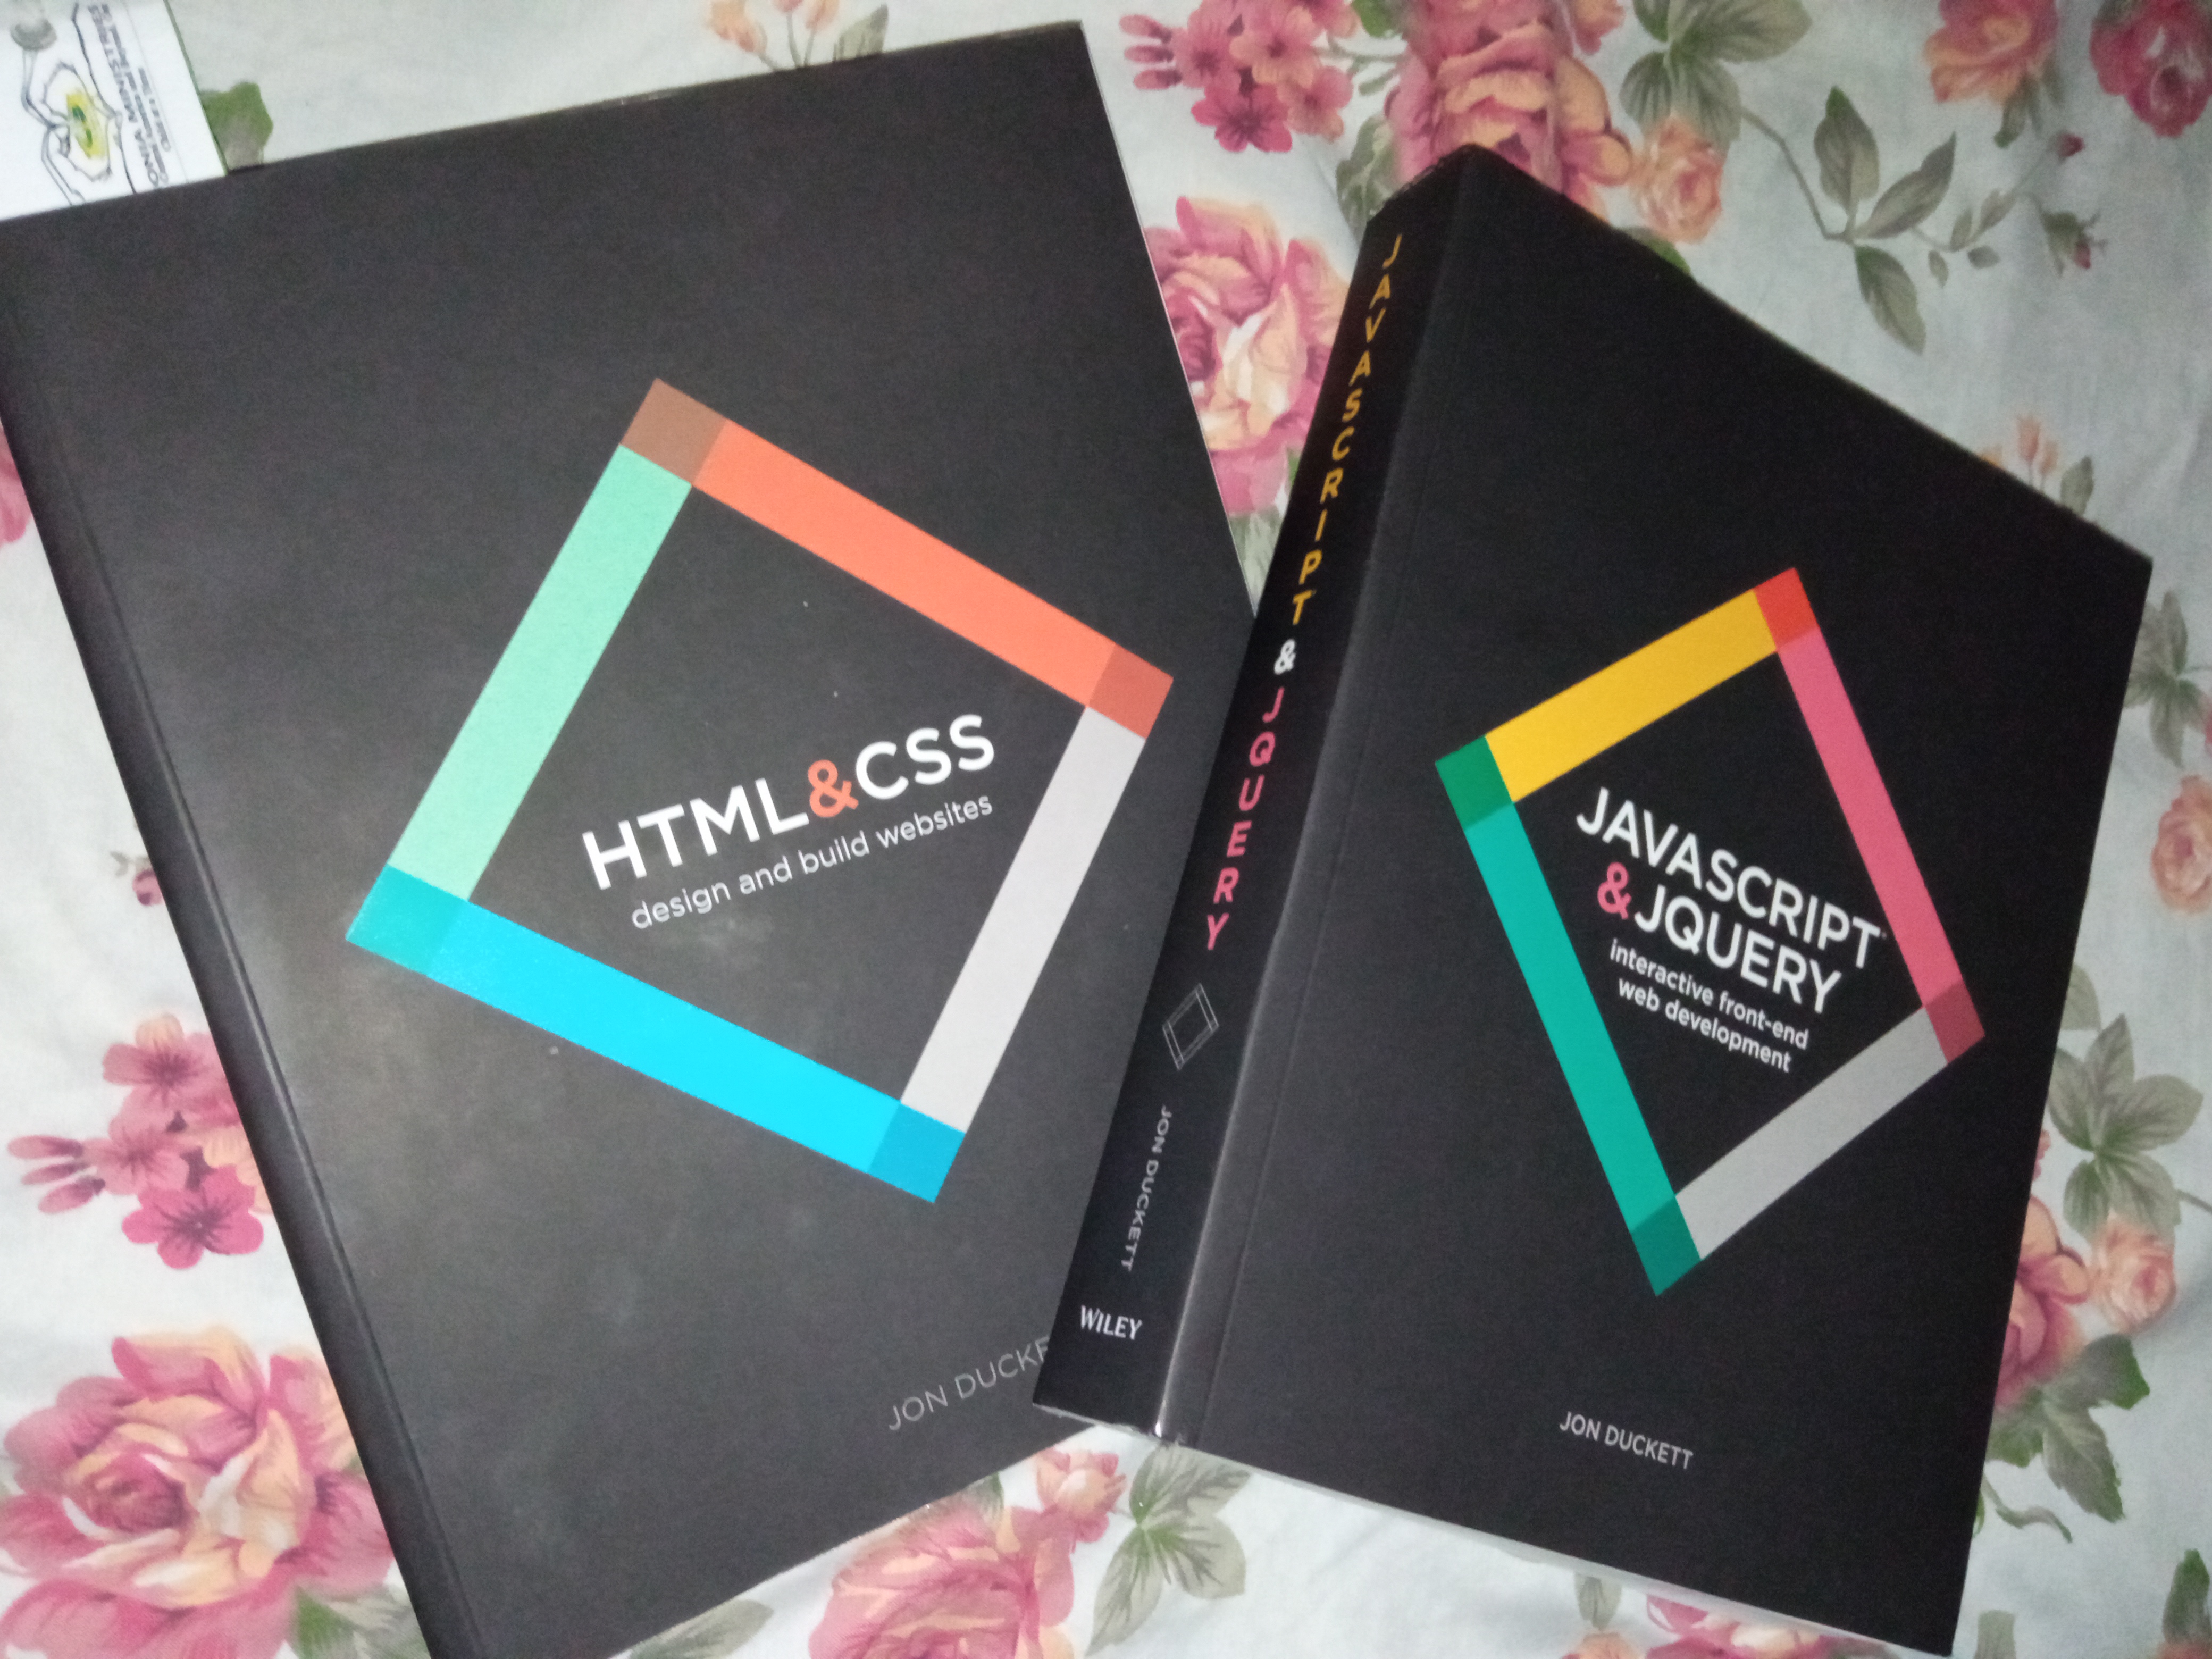 HTML&CSS
design and build websites
JON DUCKE
JAVASCRIPT & JQUERY
JON DUCKETT
WILEY
JAVASCRIPT
&JQUERY
interactive front-end
web development
JON DUCKETT